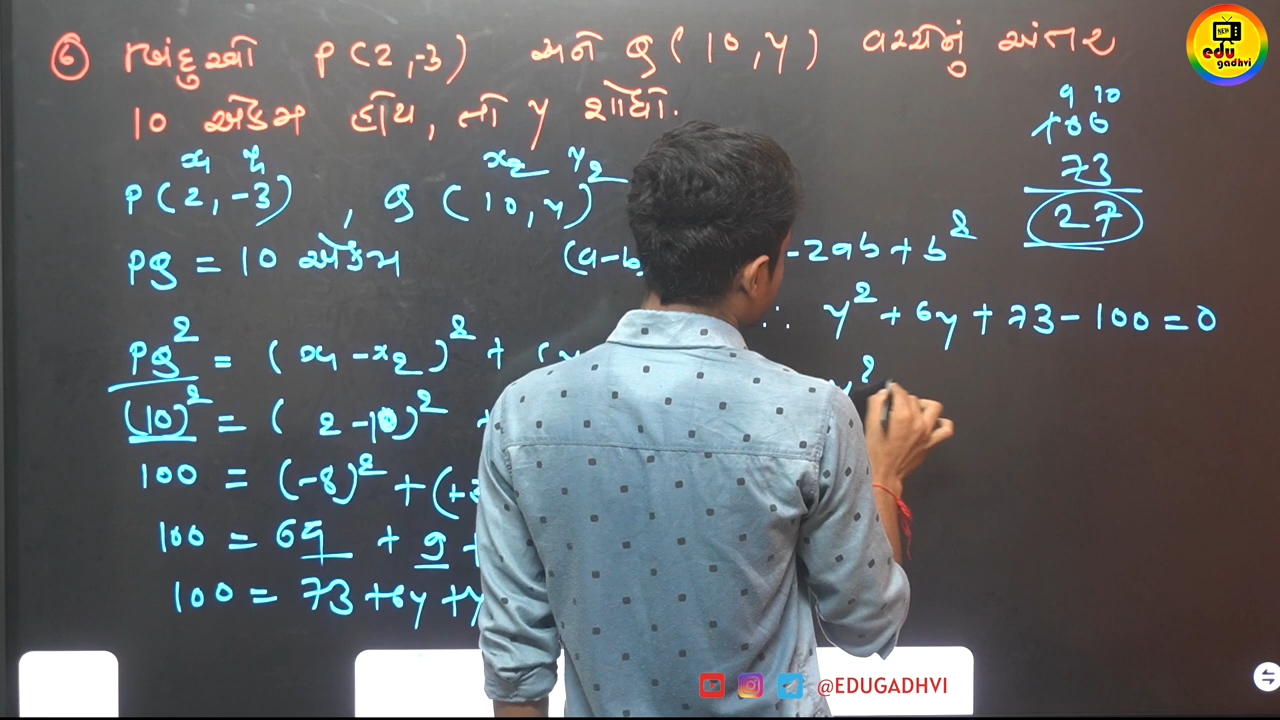 ⑥ બિંદુઓ P(2,-3) અને Q(10,y) વચ્ચેનું અંતર
10 એકમ હોય, તો y શોધો.
x₁ y₁ x₂ y₂
P(2,-3) , Q(10,y)
PQ = 10 એકમ
(a-b -2ab+b²
PQ² = (x₁-x₂)² +
(10)² = (2-10)²
100 = (-8)² +(
100 = 64 + 9
100 = 73+6y+y
9 10
100
73
27
∴ y²+6y+73-100=0
y²
NEW
edu
gadhvi
@EDUGADHVI